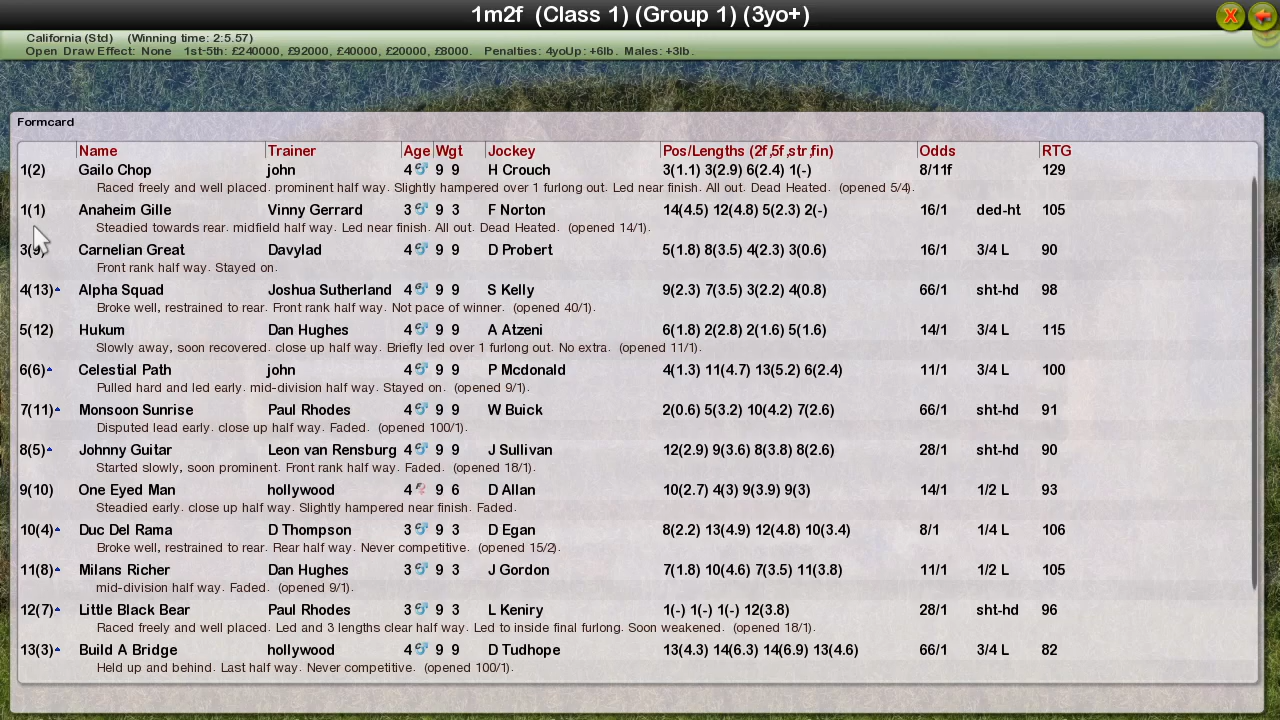 1m2f (Class 1) (Group 1) (3yo+)
California (Std) (Winning time: 2:5.57)
Open Draw Effect: None 1st-5th: £240000, £92000, £40000, £20000, £8000. Penalties: 4yoUp: +6lb. Males: +3lb.
Formcard
Name Trainer Age Wgt Jockey Pos/Lengths (2f,5f,str,fin) Odds RTG
1(2) Gailo Chop john 4 9 9 H Crouch 3(1.1) 3(2.9) 6(2.4) 1(-) 8/11f 129
Raced freely and well placed. prominent half way. Slightly hampered over 1 furlong out. Led near finish. All out. Dead Heated. (opened 5/4).
1(1) Anaheim Gille Vinny Gerrard 3 9 3 F Norton 14(4.5) 12(4.8) 5(2.3) 2(-) 16/1 ded-ht 105
Steadied towards rear. midfield half way. Led near finish. All out. Dead Heated. (opened 14/1).
3(9) Carnelian Great Davylad 4 9 9 D Probert 5(1.8) 8(3.5) 4(2.3) 3(0.6) 16/1 3/4 L 90
Front rank half way. Stayed on.
4(13) Alpha Squad Joshua Sutherland 4 9 9 S Kelly 9(2.3) 7(3.5) 3(2.2) 4(0.8) 66/1 sht-hd 98
Broke well, restrained to rear. Front rank half way. Not pace of winner. (opened 40/1).
5(12) Hukum Dan Hughes 4 9 9 A Atzeni 6(1.8) 2(2.8) 2(1.6) 5(1.6) 14/1 3/4 L 115
Slowly away, soon recovered. close up half way. Briefly led over 1 furlong out. No extra. (opened 11/1).
6(6) Celestial Path john 4 9 9 P Mcdonald 4(1.3) 11(4.7) 13(5.2) 6(2.4) 11/1 3/4 L 100
Pulled hard and led early. mid-division half way. Stayed on. (opened 9/1).
7(11) Monsoon Sunrise Paul Rhodes 4 9 9 W Buick 2(0.6) 5(3.2) 10(4.2) 7(2.6) 66/1 sht-hd 91
Disputed lead early. close up half way. Faded. (opened 100/1).
8(5) Johnny Guitar Leon van Rensburg 4 9 9 J Sullivan 12(2.9) 9(3.6) 8(3.8) 8(2.6) 28/1 sht-hd 90
Started slowly, soon prominent. Front rank half way. Faded. (opened 18/1).
9(10) One Eyed Man hollywood 4 9 6 D Allan 10(2.7) 4(3) 9(3.9) 9(3) 14/1 1/2 L 93
Steadied early. close up half way. Slightly hampered near finish. Faded.
10(4) Duc Del Rama D Thompson 3 9 3 D Egan 8(2.2) 13(4.9) 12(4.8) 10(3.4) 8/1 1/4 L 106
Broke well, restrained to rear. Rear half way. Never competitive. (opened 15/2).
11(8) Milans Richer Dan Hughes 3 9 3 J Gordon 7(1.8) 10(4.6) 7(3.5) 11(3.8) 11/1 1/2 L 105
mid-division half way. Faded. (opened 9/1).
12(7) Little Black Bear Paul Rhodes 3 9 3 L Keniry 1(-) 1(-) 1(-) 12(3.8) 28/1 sht-hd 96
Raced freely and well placed. Led and 3 lengths clear half way. Led to inside final furlong. Soon weakened. (opened 18/1).
13(3) Build A Bridge hollywood 4 9 9 D Tudhope 13(4.3) 14(6.3) 14(6.9) 13(4.6) 66/1 3/4 L 82
Held up and behind. Last half way. Never competitive. (opened 100/1).